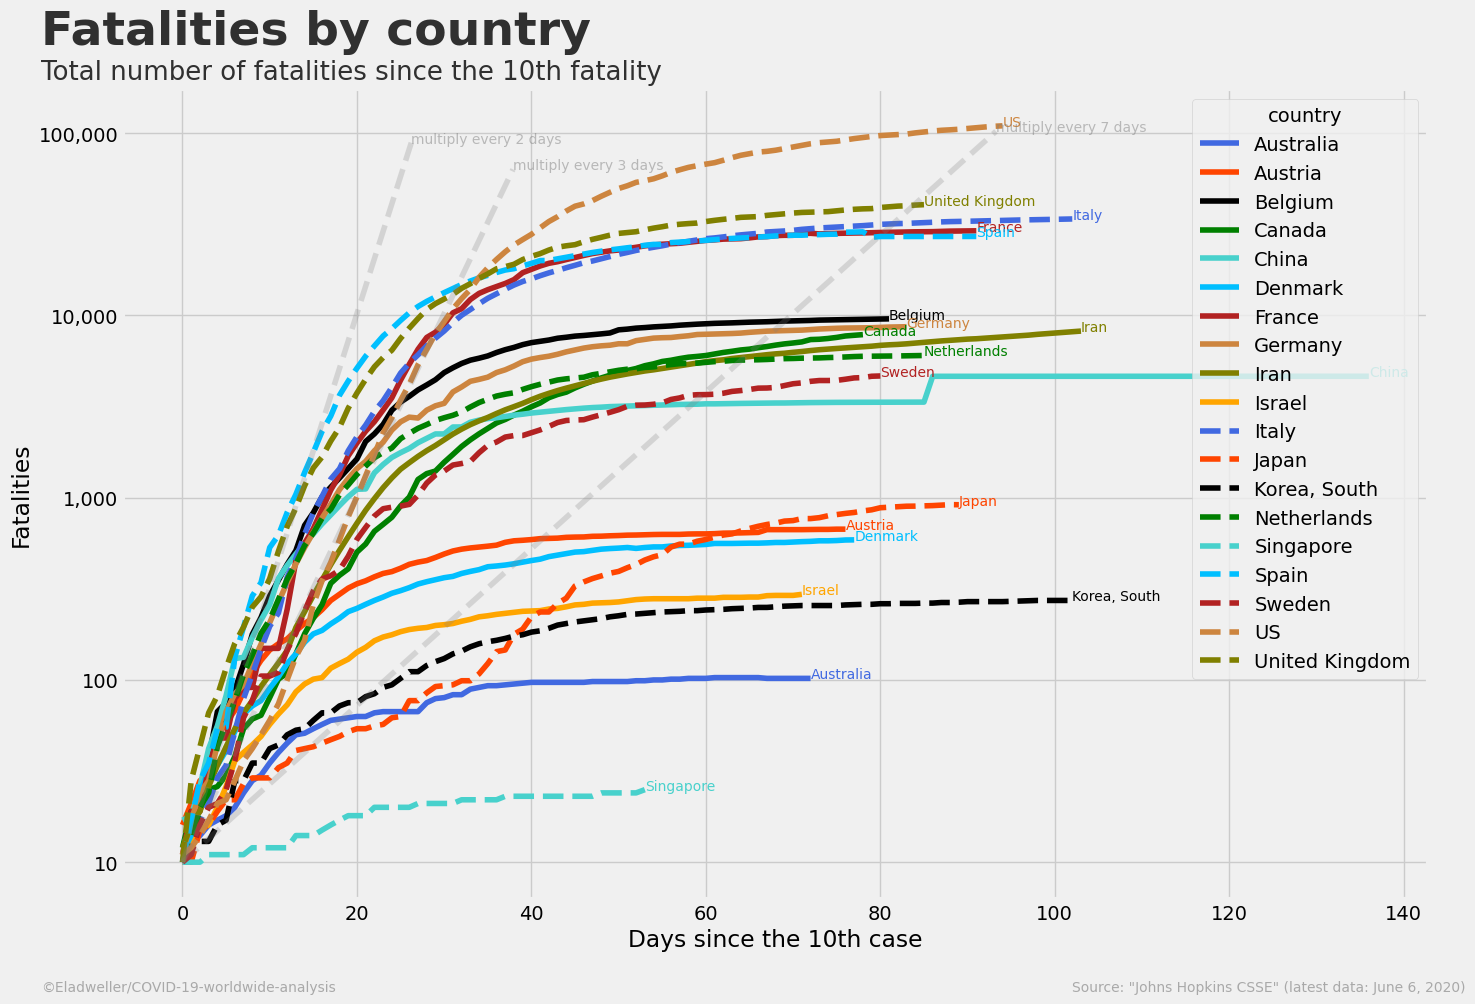 Fatalities by country
Total number of fatalities since the 10th fatality
100,000
10,000
1,000
100
10
Fatalities
multiply every 2 days
multiply every 3 days
multiply every 7 days
US
United Kingdom
Italy
France
Spain
Belgium
Germany
Canada
Iran
Netherlands
Sweden
China
Japan
Austria
Denmark
Israel
Korea, South
Australia
Singapore
country
Australia
Austria
Belgium
Canada
China
Denmark
France
Germany
Iran
Israel
Italy
Japan
Korea, South
Netherlands
Singapore
Spain
Sweden
US
United Kingdom
0 20 40 60 80 100 120 140
Days since the 10th case
©Eladweller/COVID-19-worldwide-analysis
Source: "Johns Hopkins CSSE" (latest data: June 6, 2020)